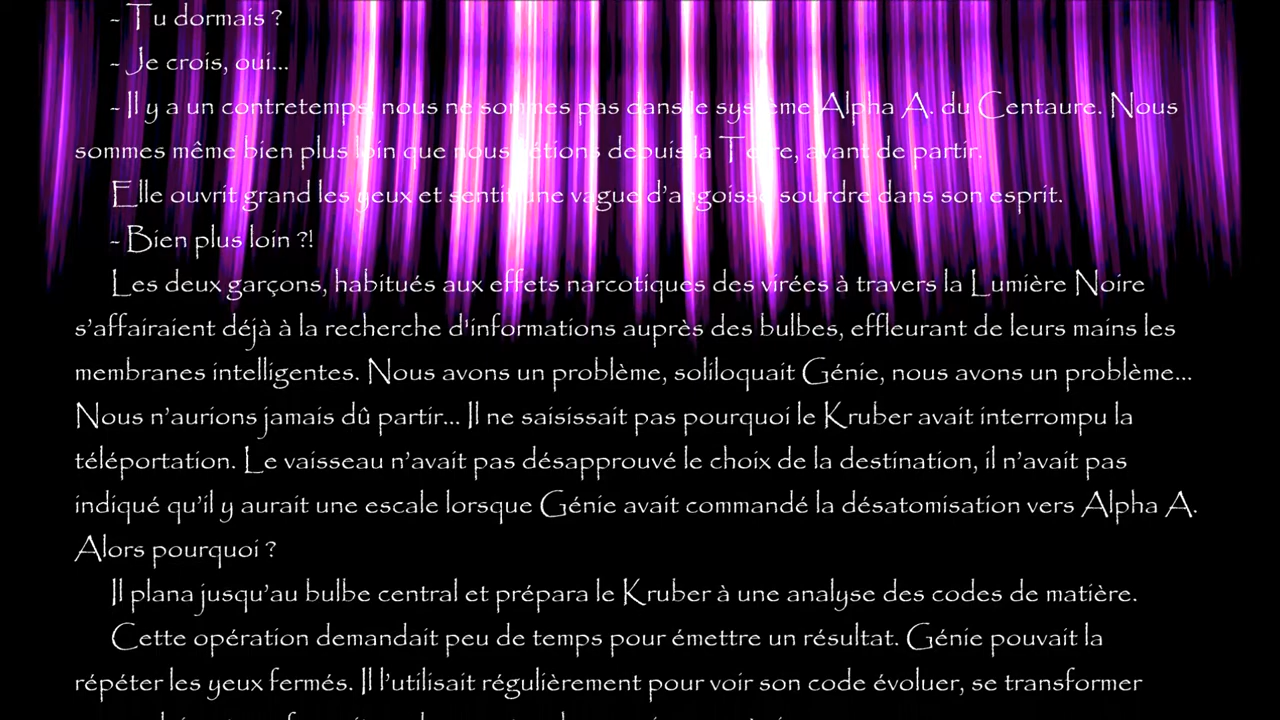 - Tu dormais ?
- Je crois, oui...
- Il y a un contretemps, nous ne sommes pas dans le système Alpha A. du Centaure. Nous
sommes même bien plus loin que nous l'étions depuis la Terre, avant de partir.
Elle ouvrit grand les yeux et sentit une vague d'angoisse sourdre dans son esprit.
- Bien plus loin ?!
Les deux garçons, habitués aux effets narcotiques des virées à travers la Lumière Noire
s'affairaient déjà à la recherche d'informations auprès des bulbes, effleurant de leurs mains les
membranes intelligentes. Nous avons un problème, soliloquait Génie, nous avons un problème...
Nous n'aurions jamais dû partir... Il ne saisissait pas pourquoi le Kruber avait interrompu la
téléportation. Le vaisseau n'avait pas désapprouvé le choix de la destination, il n'avait pas
indiqué qu'il y aurait une escale lorsque Génie avait commandé la désatomisation vers Alpha A.
Alors pourquoi ?
Il plana jusqu'au bulbe central et prépara le Kruber à une analyse des codes de matière.
Cette opération demandait peu de temps pour émettre un résultat. Génie pouvait la
répéter les yeux fermés. Il l'utilisait régulièrement pour voir son code évoluer, se transformer